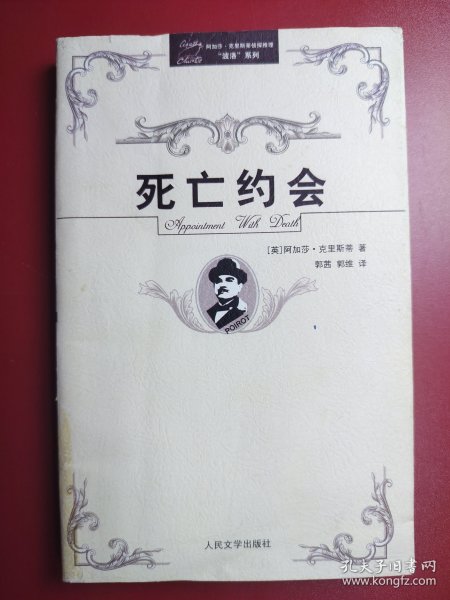 Agatha
Christie
阿加莎·克里斯蒂侦探推理
“波洛”系列
死亡约会
Appointment With Death
[英]阿加莎·克里斯蒂 著
郭茜 郭维 译
POIROT
人民文学出版社
孔夫子旧书网
www.kongfz.com